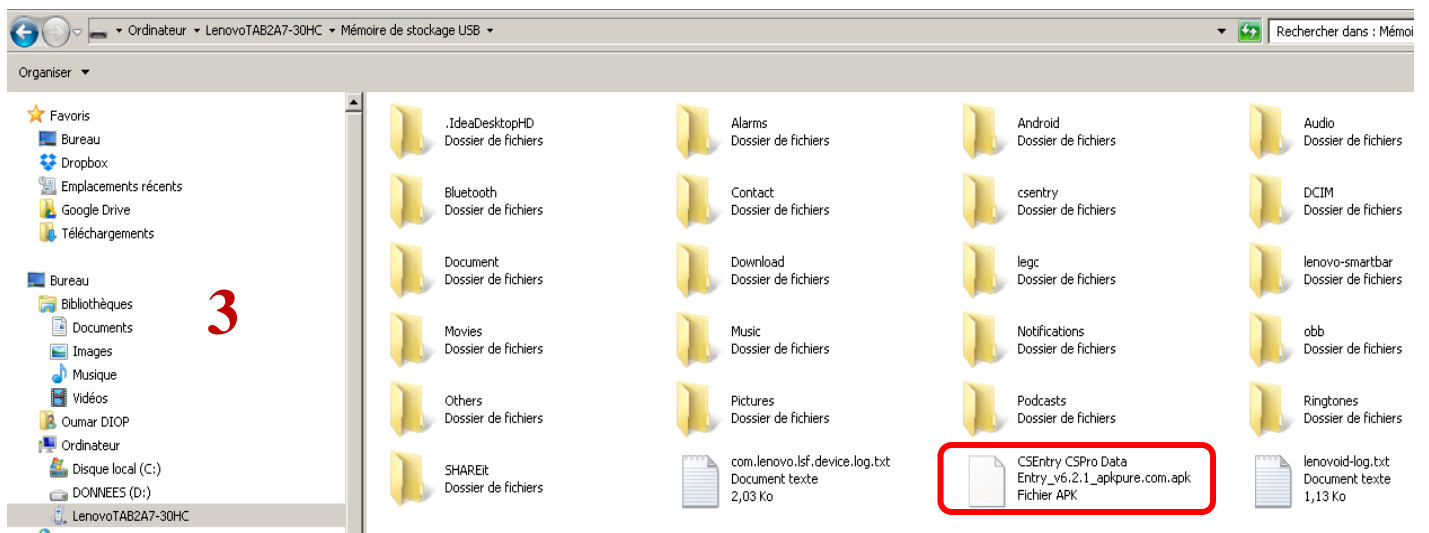 Ordinateur LenovoTAB2A7-30HC Mémoire de stockage USB
Rechercher dans : Mémoi
Organiser
Favoris
Bureau
Dropbox
Emplacements récents
Google Drive
Téléchargements
Bureau
Bibliothèques
Documents
Images
Musique
Vidéos
Oumar DIOP
Ordinateur
Disque local (C:)
DONNEES (D:)
LenovoTAB2A7-30HC
3
.IdeaDesktopHD
Dossier de fichiers
Alarms
Dossier de fichiers
Android
Dossier de fichiers
Audio
Dossier de fichiers
Bluetooth
Dossier de fichiers
Contact
Dossier de fichiers
csentry
Dossier de fichiers
DCIM
Dossier de fichiers
Document
Dossier de fichiers
Download
Dossier de fichiers
legc
Dossier de fichiers
lenovo-smartbar
Dossier de fichiers
Movies
Dossier de fichiers
Music
Dossier de fichiers
Notifications
Dossier de fichiers
obb
Dossier de fichiers
Others
Dossier de fichiers
Pictures
Dossier de fichiers
Podcasts
Dossier de fichiers
Ringtones
Dossier de fichiers
SHAREit
Dossier de fichiers
com.lenovo.lsf.device.log.txt
Document texte
2,03 Ko
CSEntry CSPro Data
Entry_v6.2.1_apkpure.com.apk
Fichier APK
lenovoid-log.txt
Document texte
1,13 Ko